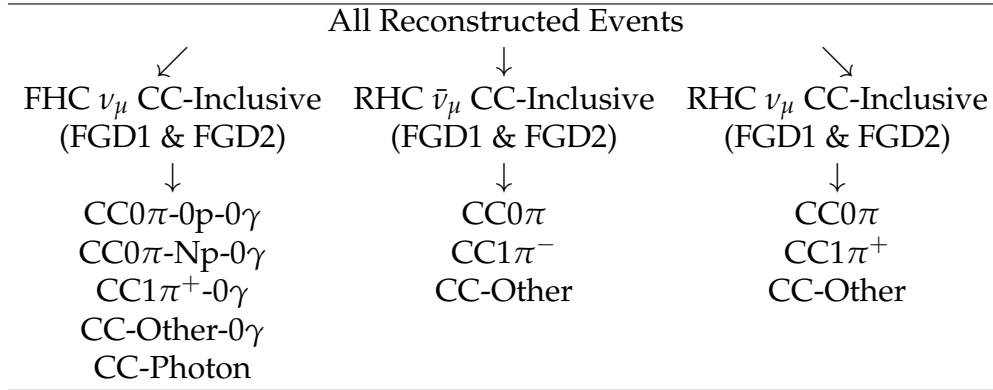 All Reconstructed Events
↙ ↓ ↘
FHC ν_μ CC-Inclusive RHC ν̄_μ CC-Inclusive RHC ν_μ CC-Inclusive
(FGD1 & FGD2) (FGD1 & FGD2) (FGD1 & FGD2)
↓ ↓ ↓
CC0π-0p-0γ CC0π CC0π
CC0π-Np-0γ CC1π⁻ CC1π⁺
CC1π⁺-0γ CC-Other CC-Other
CC-Other-0γ
CC-Photon